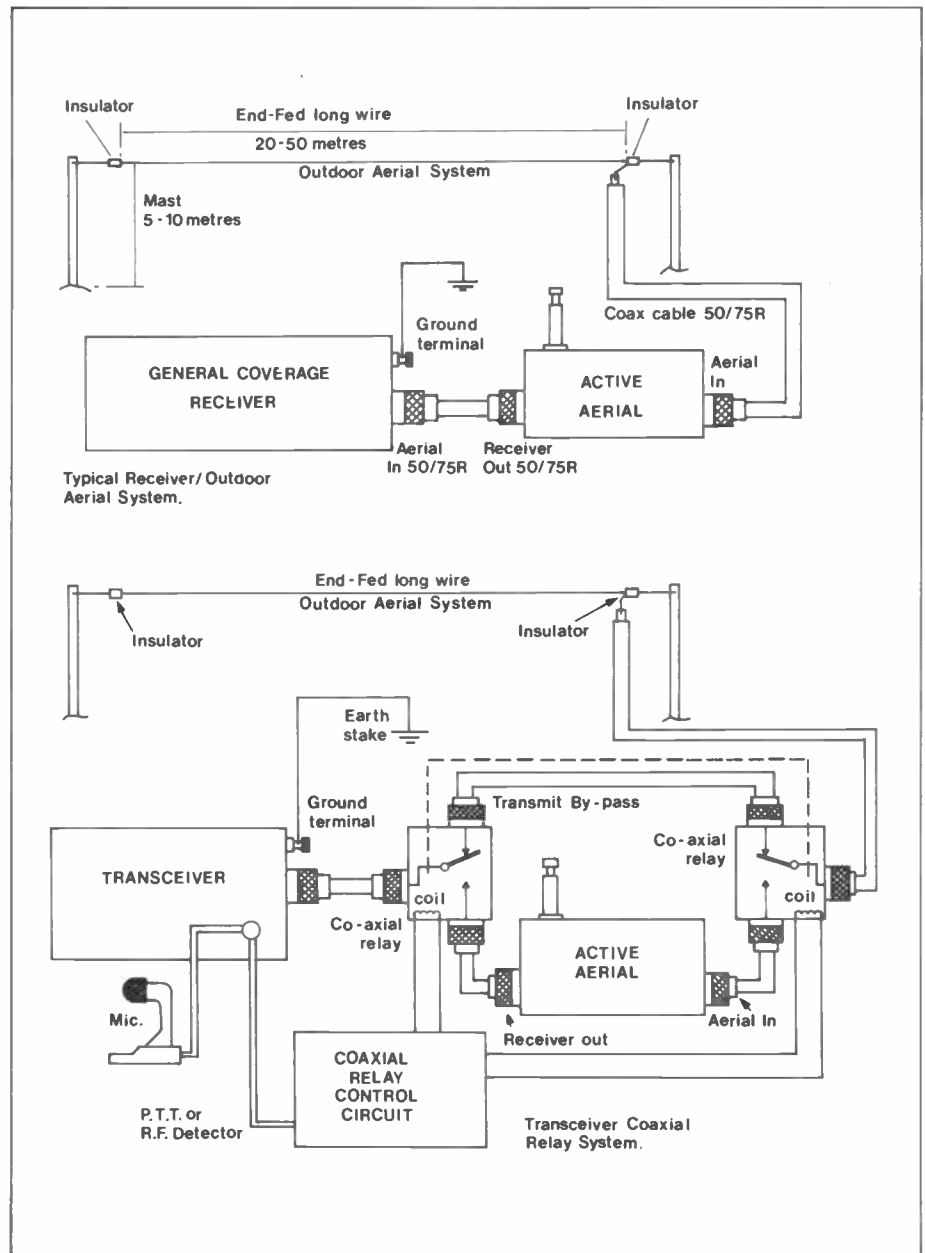 Insulator
End-Fed long wire
Insulator
20-50 metres
Outdoor Aerial System
Mast
5-10 metres
Coax cable 50/75R
Ground
terminal
Aerial
In
GENERAL COVERAGE
RECEIVER
ACTIVE
AERIAL
Aerial
In 50/75R
Receiver
Out 50/75R
Typical Receiver/Outdoor
Aerial System.
End-Fed long wire
Outdoor Aerial System
Insulator
Insulator
Earth
stake
Ground
terminal
Transmit By-pass
Co-axial
relay
TRANSCEIVER
coil
coil
Co-axial
relay
ACTIVE
AERIAL
Mic.
Aerial In
Receiver out
COAXIAL
RELAY
CONTROL
CIRCUIT
P.T.T. or
R.F. Detector
Transceiver Coaxial
Relay System.